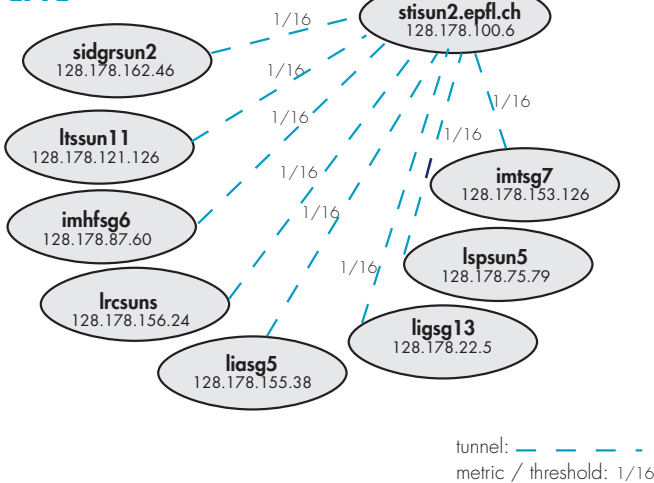 1/16
stisun2.epfl.ch
128.178.100.6
sidgrsun2
128.178.162.46
1/16
1/16
ltssun11
128.178.121.126
1/16
1/16
imtsg7
128.178.153.126
1/16
imhfsg6
128.178.87.60
1/16
lspsun5
128.178.75.79
1/16
lrcsuns
128.178.156.24
ligsg13
128.178.22.5
liasg5
128.178.155.38
tunnel:
metric / threshold: 1/16